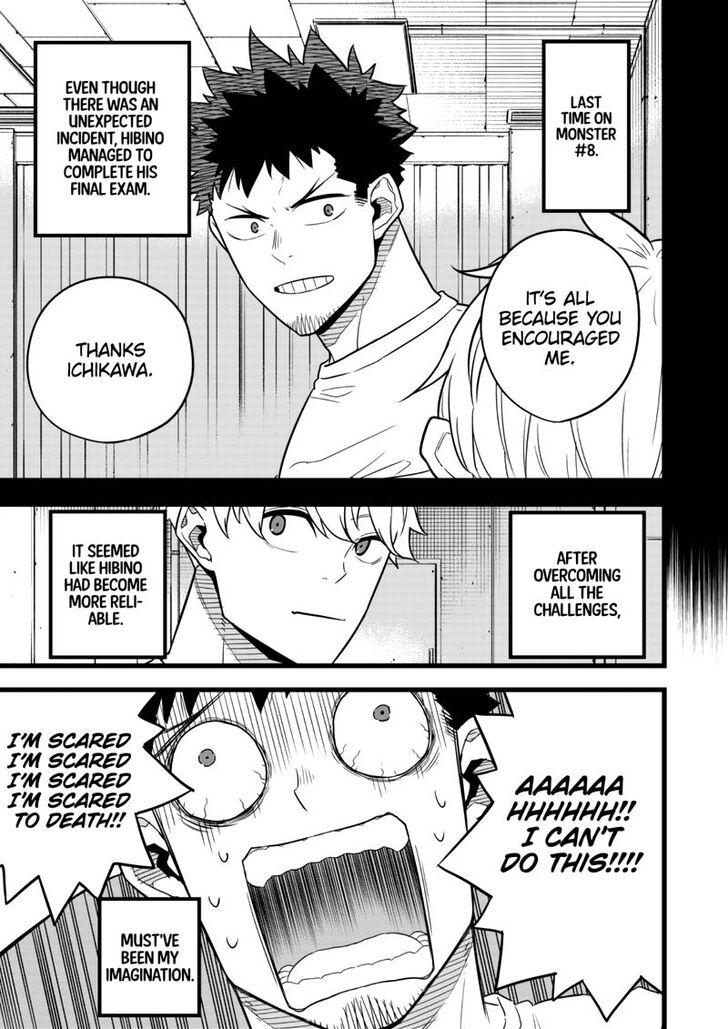 LAST
TIME ON
MONSTER
#8.
EVEN THOUGH
THERE WAS AN
UNEXPECTED
INCIDENT, HIBINO
MANAGED TO
COMPLETE HIS
FINAL EXAM.
IT'S ALL
BECAUSE YOU
ENCOURAGED
ME.
THANKS
ICHIKAWA.
AFTER
OVERCOMING
ALL THE
CHALLENGES,
IT SEEMED
LIKE HIBINO
HAD BECOME
MORE RELI-
ABLE.
AAAAAA
HHHHHH!!
I CAN'T
DO THIS!!!!
I'M SCARED
I'M SCARED
I'M SCARED
I'M SCARED
TO DEATH!!
MUST'VE
BEEN MY
IMAGINATION.